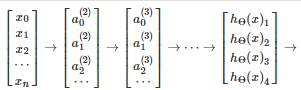 x₀ a₀⁽²⁾ a₀⁽³⁾ h_Θ(x)₁
x₁ → a₁⁽²⁾ → a₁⁽³⁾ → ⋯ → h_Θ(x)₂ →
x₂ a₂⁽²⁾ a₂⁽³⁾ h_Θ(x)₃
⋯ ⋯ ⋯ h_Θ(x)₄
xₙ